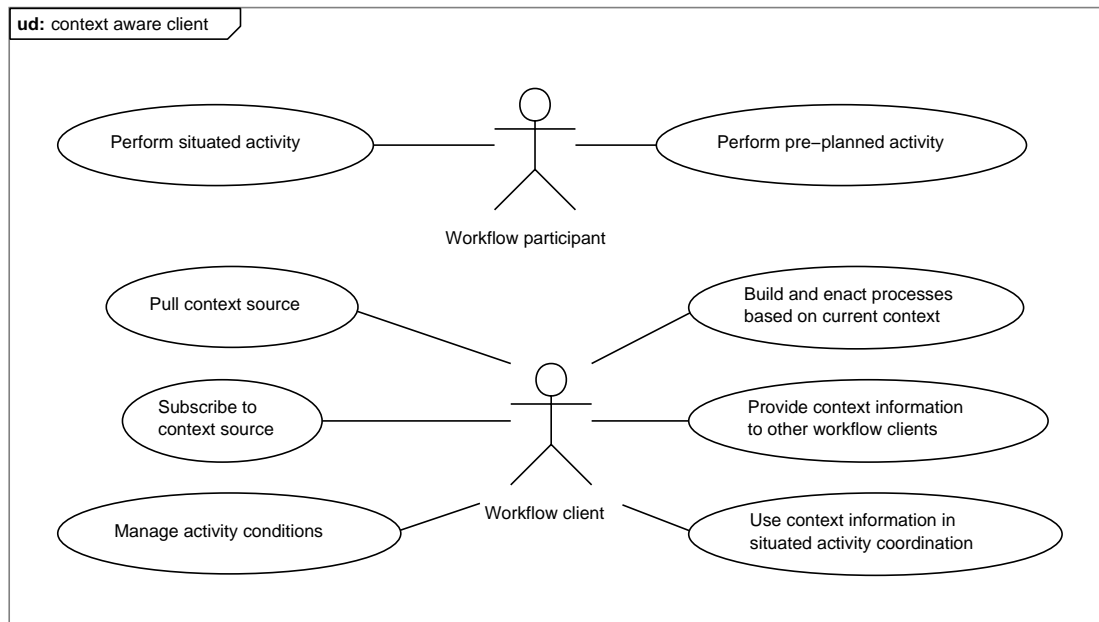 ud: context aware client
Perform situated activity
Perform pre−planned activity
Workflow participant
Pull context source
Build and enact processes
based on current context
Subscribe to
context source
Provide context information
to other workflow clients
Workflow client
Manage activity conditions
Use context information in
situated activity coordination